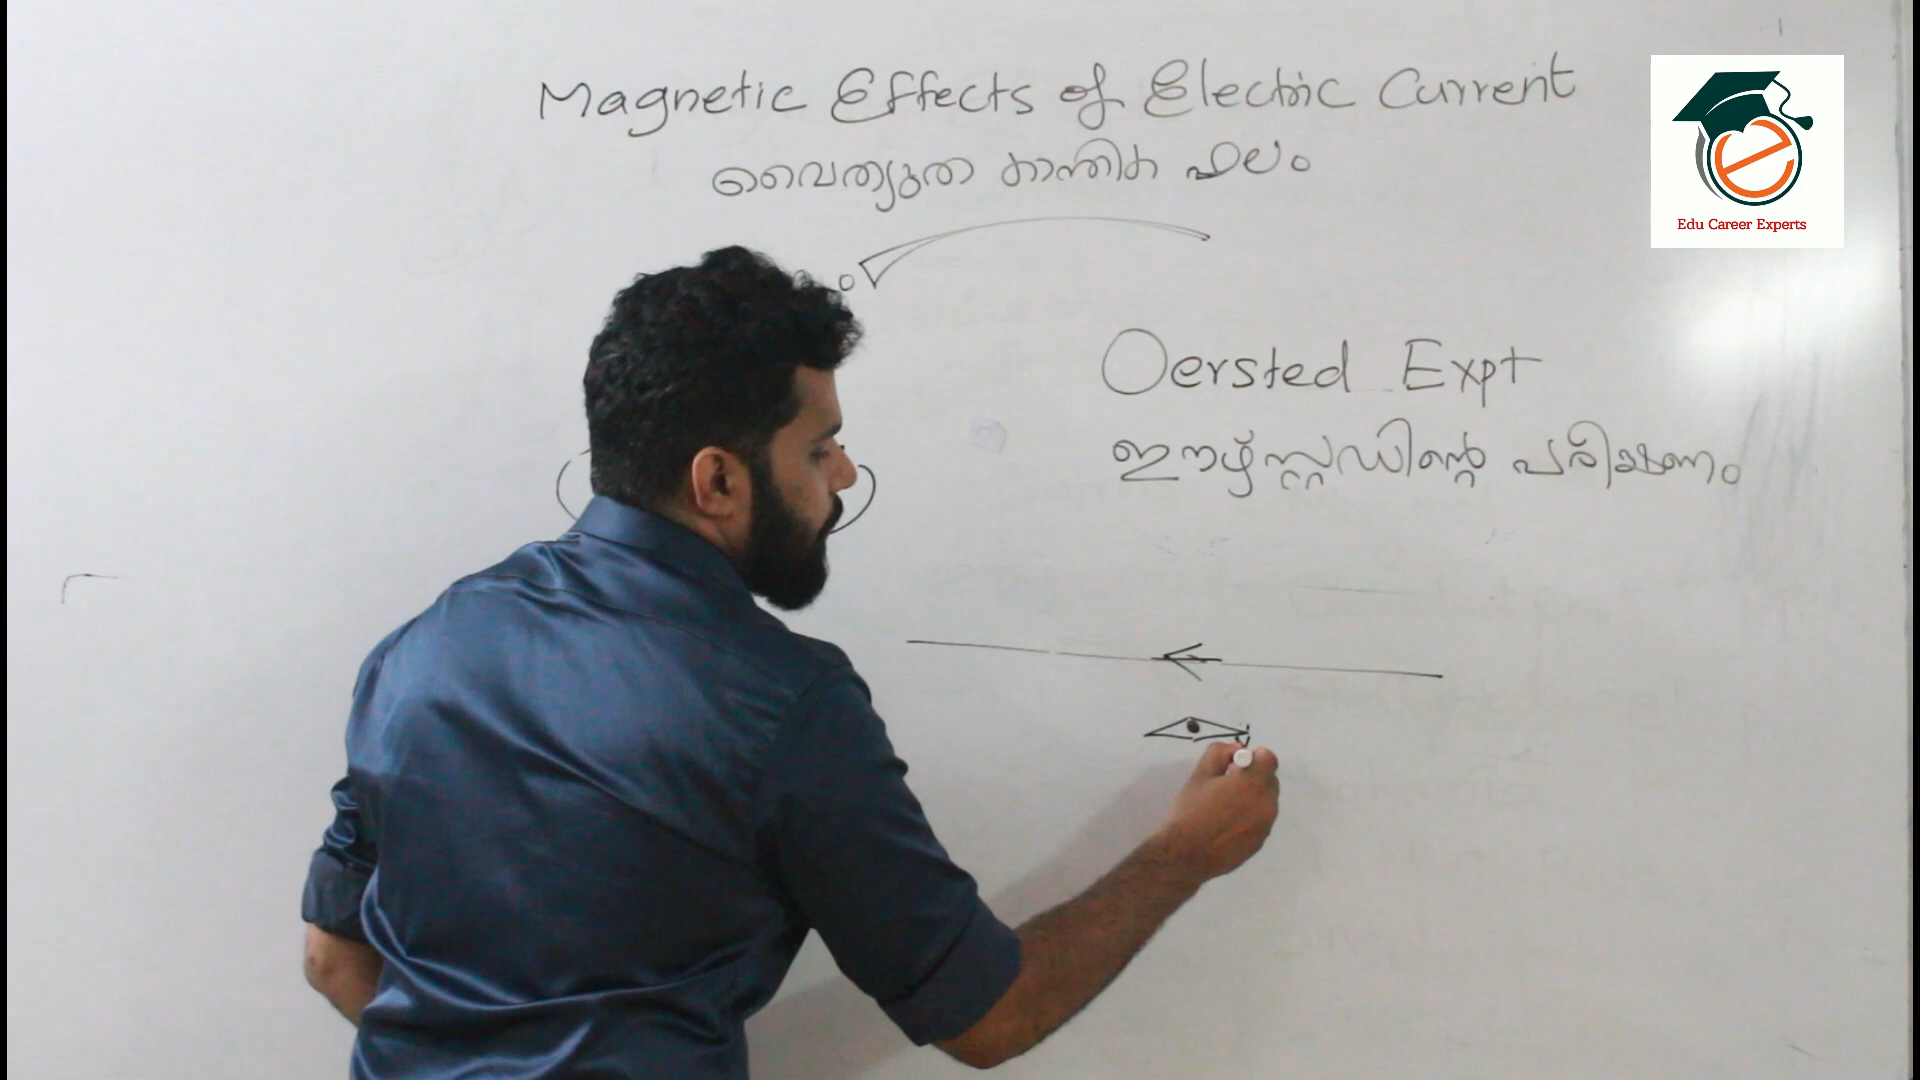 Magnetic Effects of Electric Current
വൈത്യുത കാന്തിക ഫലം
Edu Career Experts
Oersted Expt
ഈഴ്സ്റ്റഡിന്റെ പരീക്ഷണം